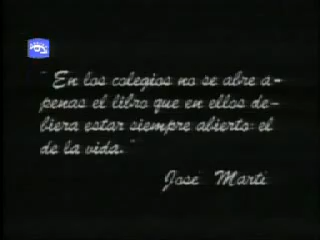 "En los colegios no se abre a-
penas el libro que en ellos de-
biera estar siempre abierto: el
de la vida."
José Martí